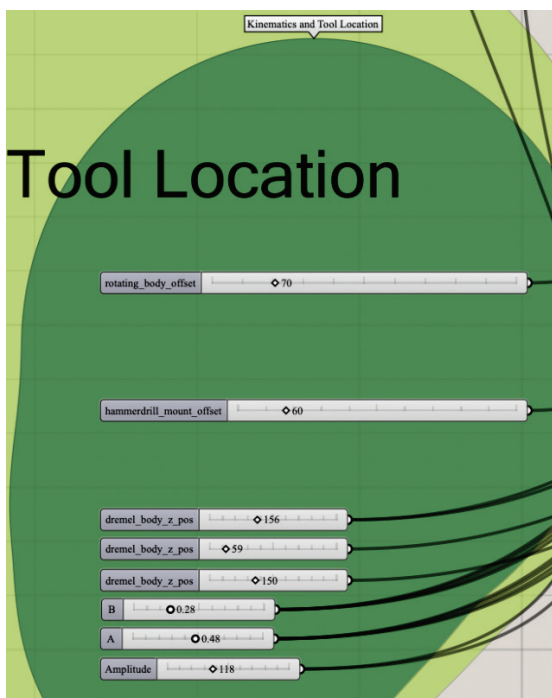 Kinematics and Tool Location
Tool Location
rotating_body_offset 70
hammerdrill_mount_offset 60
dremel_body_z_pos 156
dremel_body_z_pos 59
dremel_body_z_pos 150
B 0.28
A 0.48
Amplitude 118